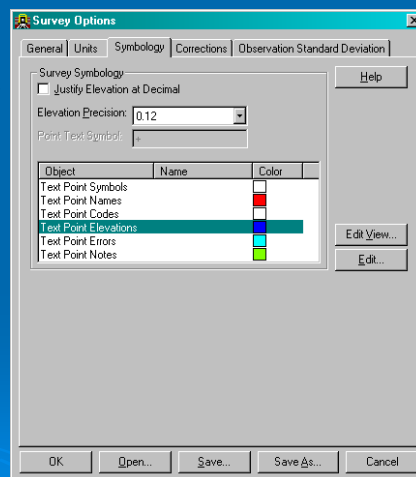 Survey Options
General Units Symbology Corrections Observation Standard Deviation
Survey Symbology
Justify Elevation at Decimal
Help
Elevation Precision: 0.12
Point Text Symbol: +
Object Name Color
Text Point Symbols
Text Point Names
Text Point Codes
Text Point Elevations
Edit View...
Text Point Errors
Text Point Notes
Edit...
OK Open... Save... Save As... Cancel